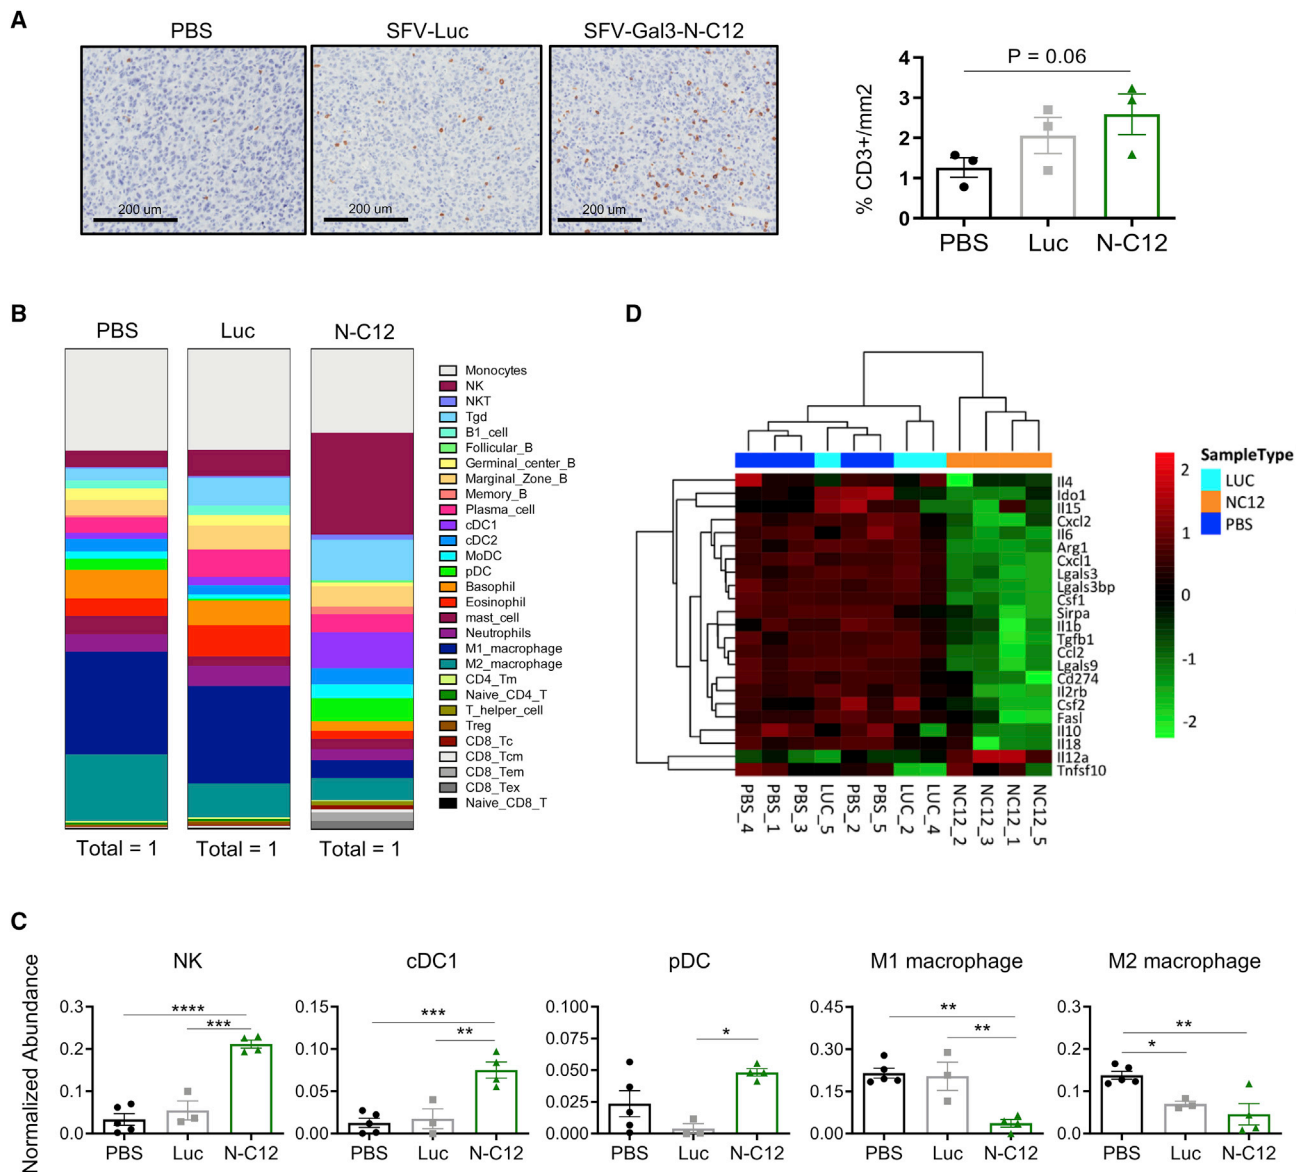 A
PBS
SFV-Luc
SFV-Gal3-N-C12
200 um
200 um
200 um
% CD3+/mm2
4
3
2
1
0
P = 0.06
PBS
Luc
N-C12
B
PBS
Luc
N-C12
Total = 1
Total = 1
Total = 1
Monocytes
NK
NKT
Tgd
B1_cell
Follicular_B
Germinal_center_B
Marginal_Zone_B
Memory_B
Plasma_cell
cDC1
cDC2
MoDC
pDC
Basophil
Eosinophil
mast_cell
Neutrophils
M1_macrophage
M2_macrophage
CD4_Tm
Naive_CD4_T
T_helper_cell
Treg
CD8_Tc
CD8_Tcm
CD8_Tem
CD8_Tex
Naive_CD8_T
D
Il4
Ido1
Il15
Cxcl2
Il6
Arg1
Cxcl1
Lgals3
Lgals3bp
Csf1
Sirpa
Il1b
Tgfb1
Ccl2
Lgals9
Cd274
Il2rb
Csf2
Fasl
Il10
Il18
Il12a
Tnfsf10
PBS_4
PBS_1
PBS_3
LUC_5
PBS_2
PBS_5
LUC_2
LUC_4
NC12_2
NC12_3
NC12_1
NC12_5
2
1
0
-1
-2
SampleType
LUC
NC12
PBS
C
Normalized Abundance
NK
0.3
0.2
0.1
0.0
****
***
PBS
Luc
N-C12
cDC1
0.15
0.10
0.05
0.00
***
**
PBS
Luc
N-C12
pDC
0.100
0.075
0.050
0.025
0.000
*
PBS
Luc
N-C12
M1 macrophage
0.45
0.30
0.15
0.00
**
**
PBS
Luc
N-C12
M2 macrophage
0.3
0.2
0.1
0.0
**
*
PBS
Luc
N-C12